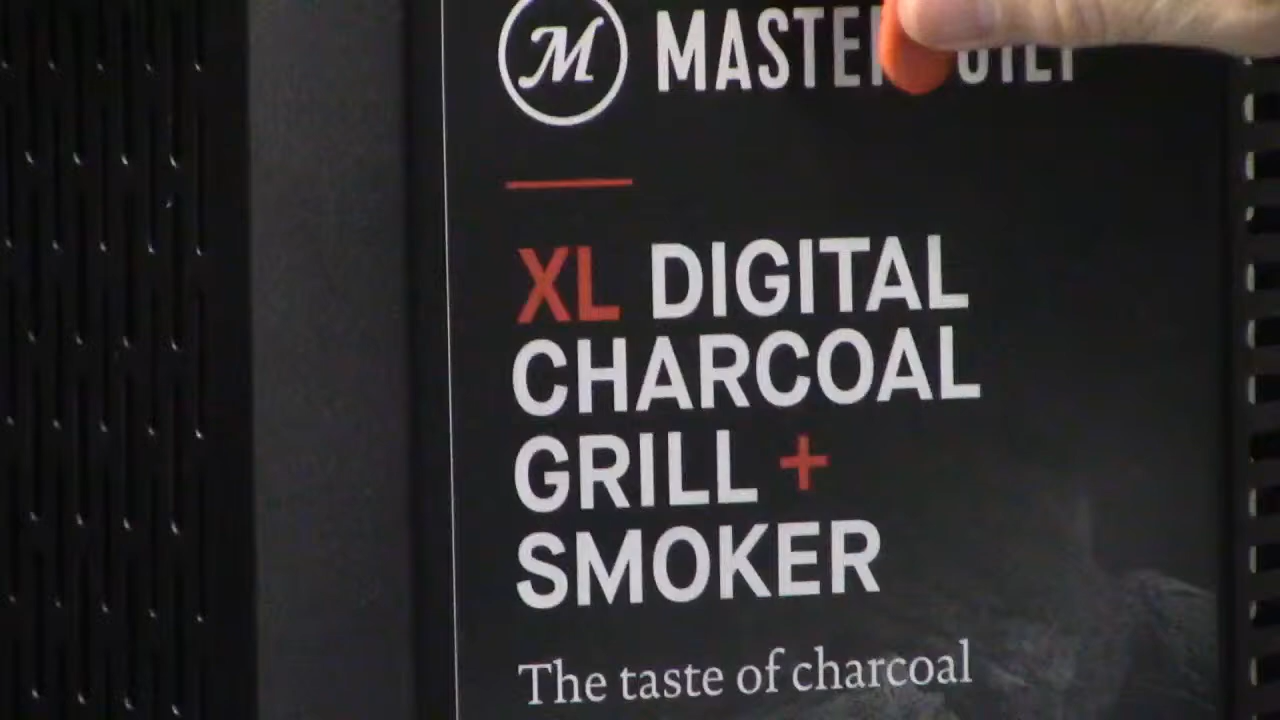 M
XL DIGITAL
CHARCOAL
GRILL +
SMOKER
The taste of charcoal